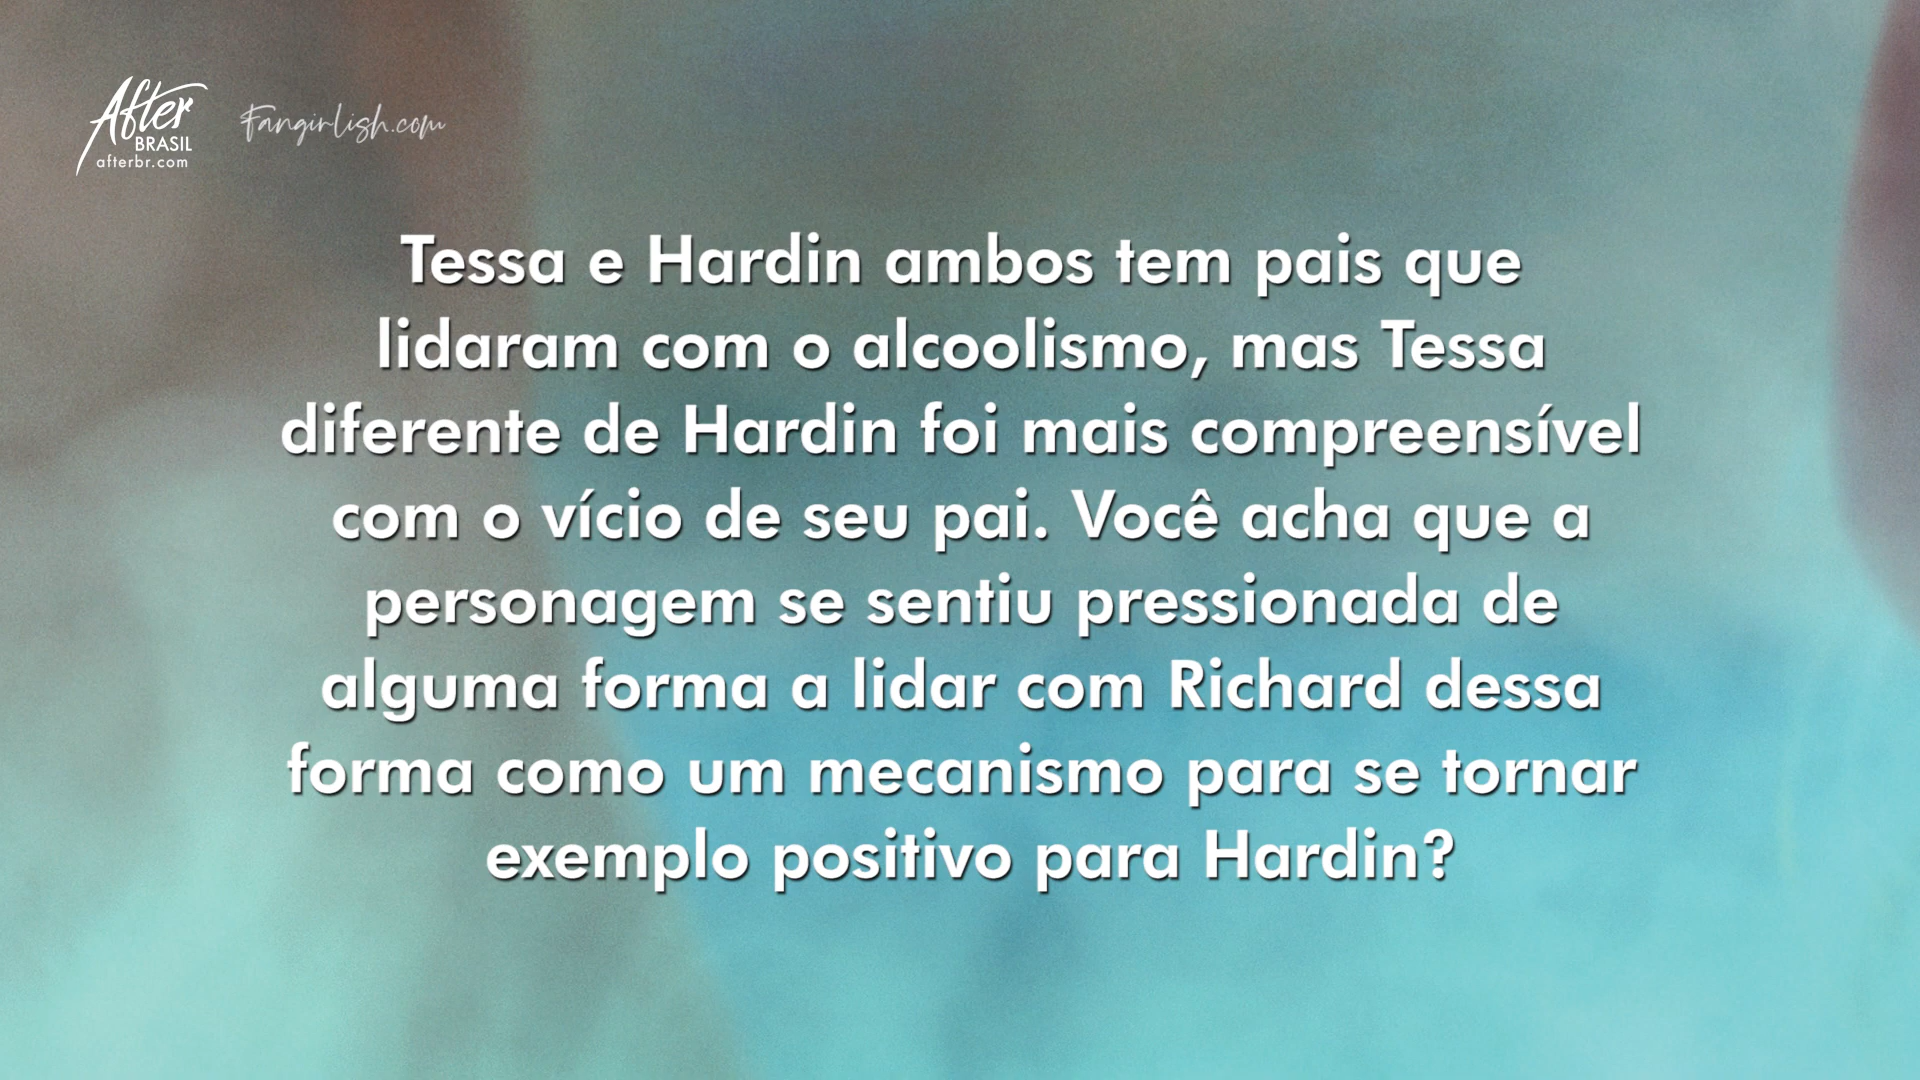 After
BRASIL
afterbr.com
Fangirlish.com
Tessa e Hardin ambos tem pais que
lidaram com o alcoolismo, mas Tessa
diferente de Hardin foi mais compreensível
com o vício de seu pai. Você acha que a
personagem se sentiu pressionada de
alguma forma a lidar com Richard dessa
forma como um mecanismo para se tornar
exemplo positivo para Hardin?